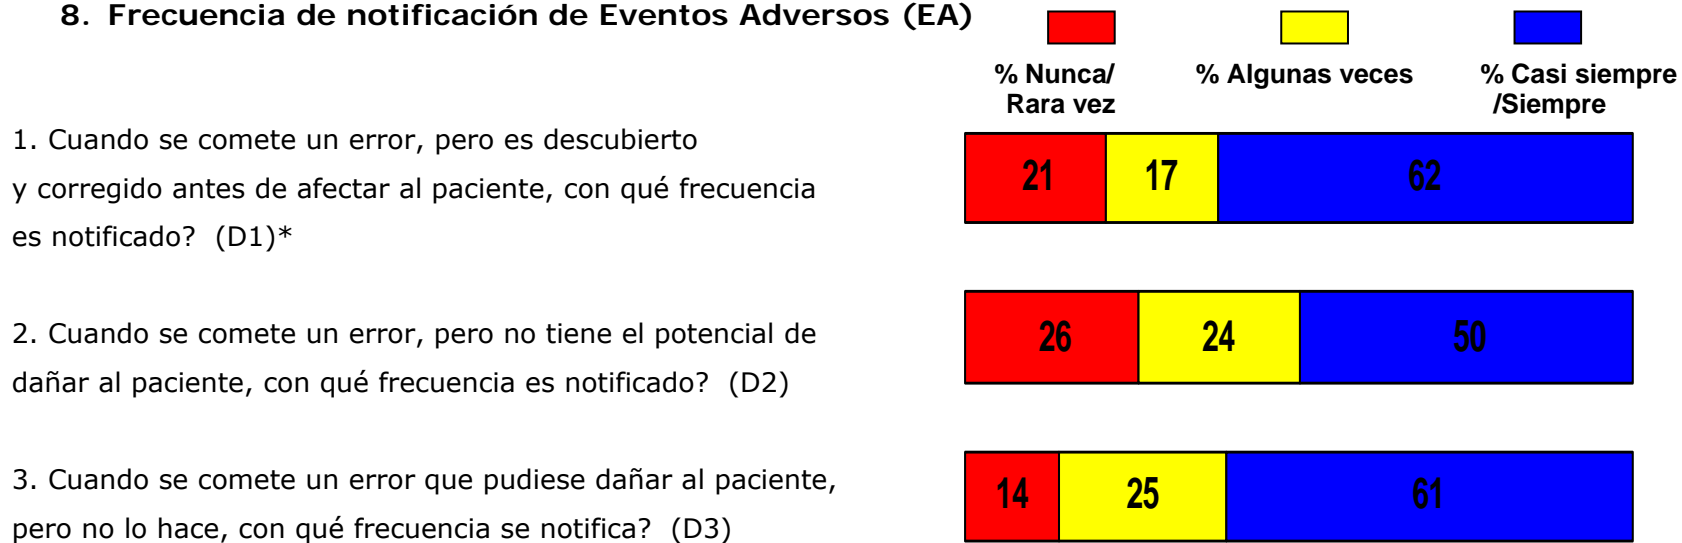 8. Frecuencia de notificación de Eventos Adversos (EA)
% Nunca/
Rara vez
% Algunas veces
% Casi siempre
/Siempre
1. Cuando se comete un error, pero es descubierto
y corregido antes de afectar al paciente, con qué frecuencia
es notificado? (D1)*
21 17 62
2. Cuando se comete un error, pero no tiene el potencial de
dañar al paciente, con qué frecuencia es notificado? (D2)
26 24 50
3. Cuando se comete un error que pudiese dañar al paciente,
pero no lo hace, con qué frecuencia se notifica? (D3)
14 25 61